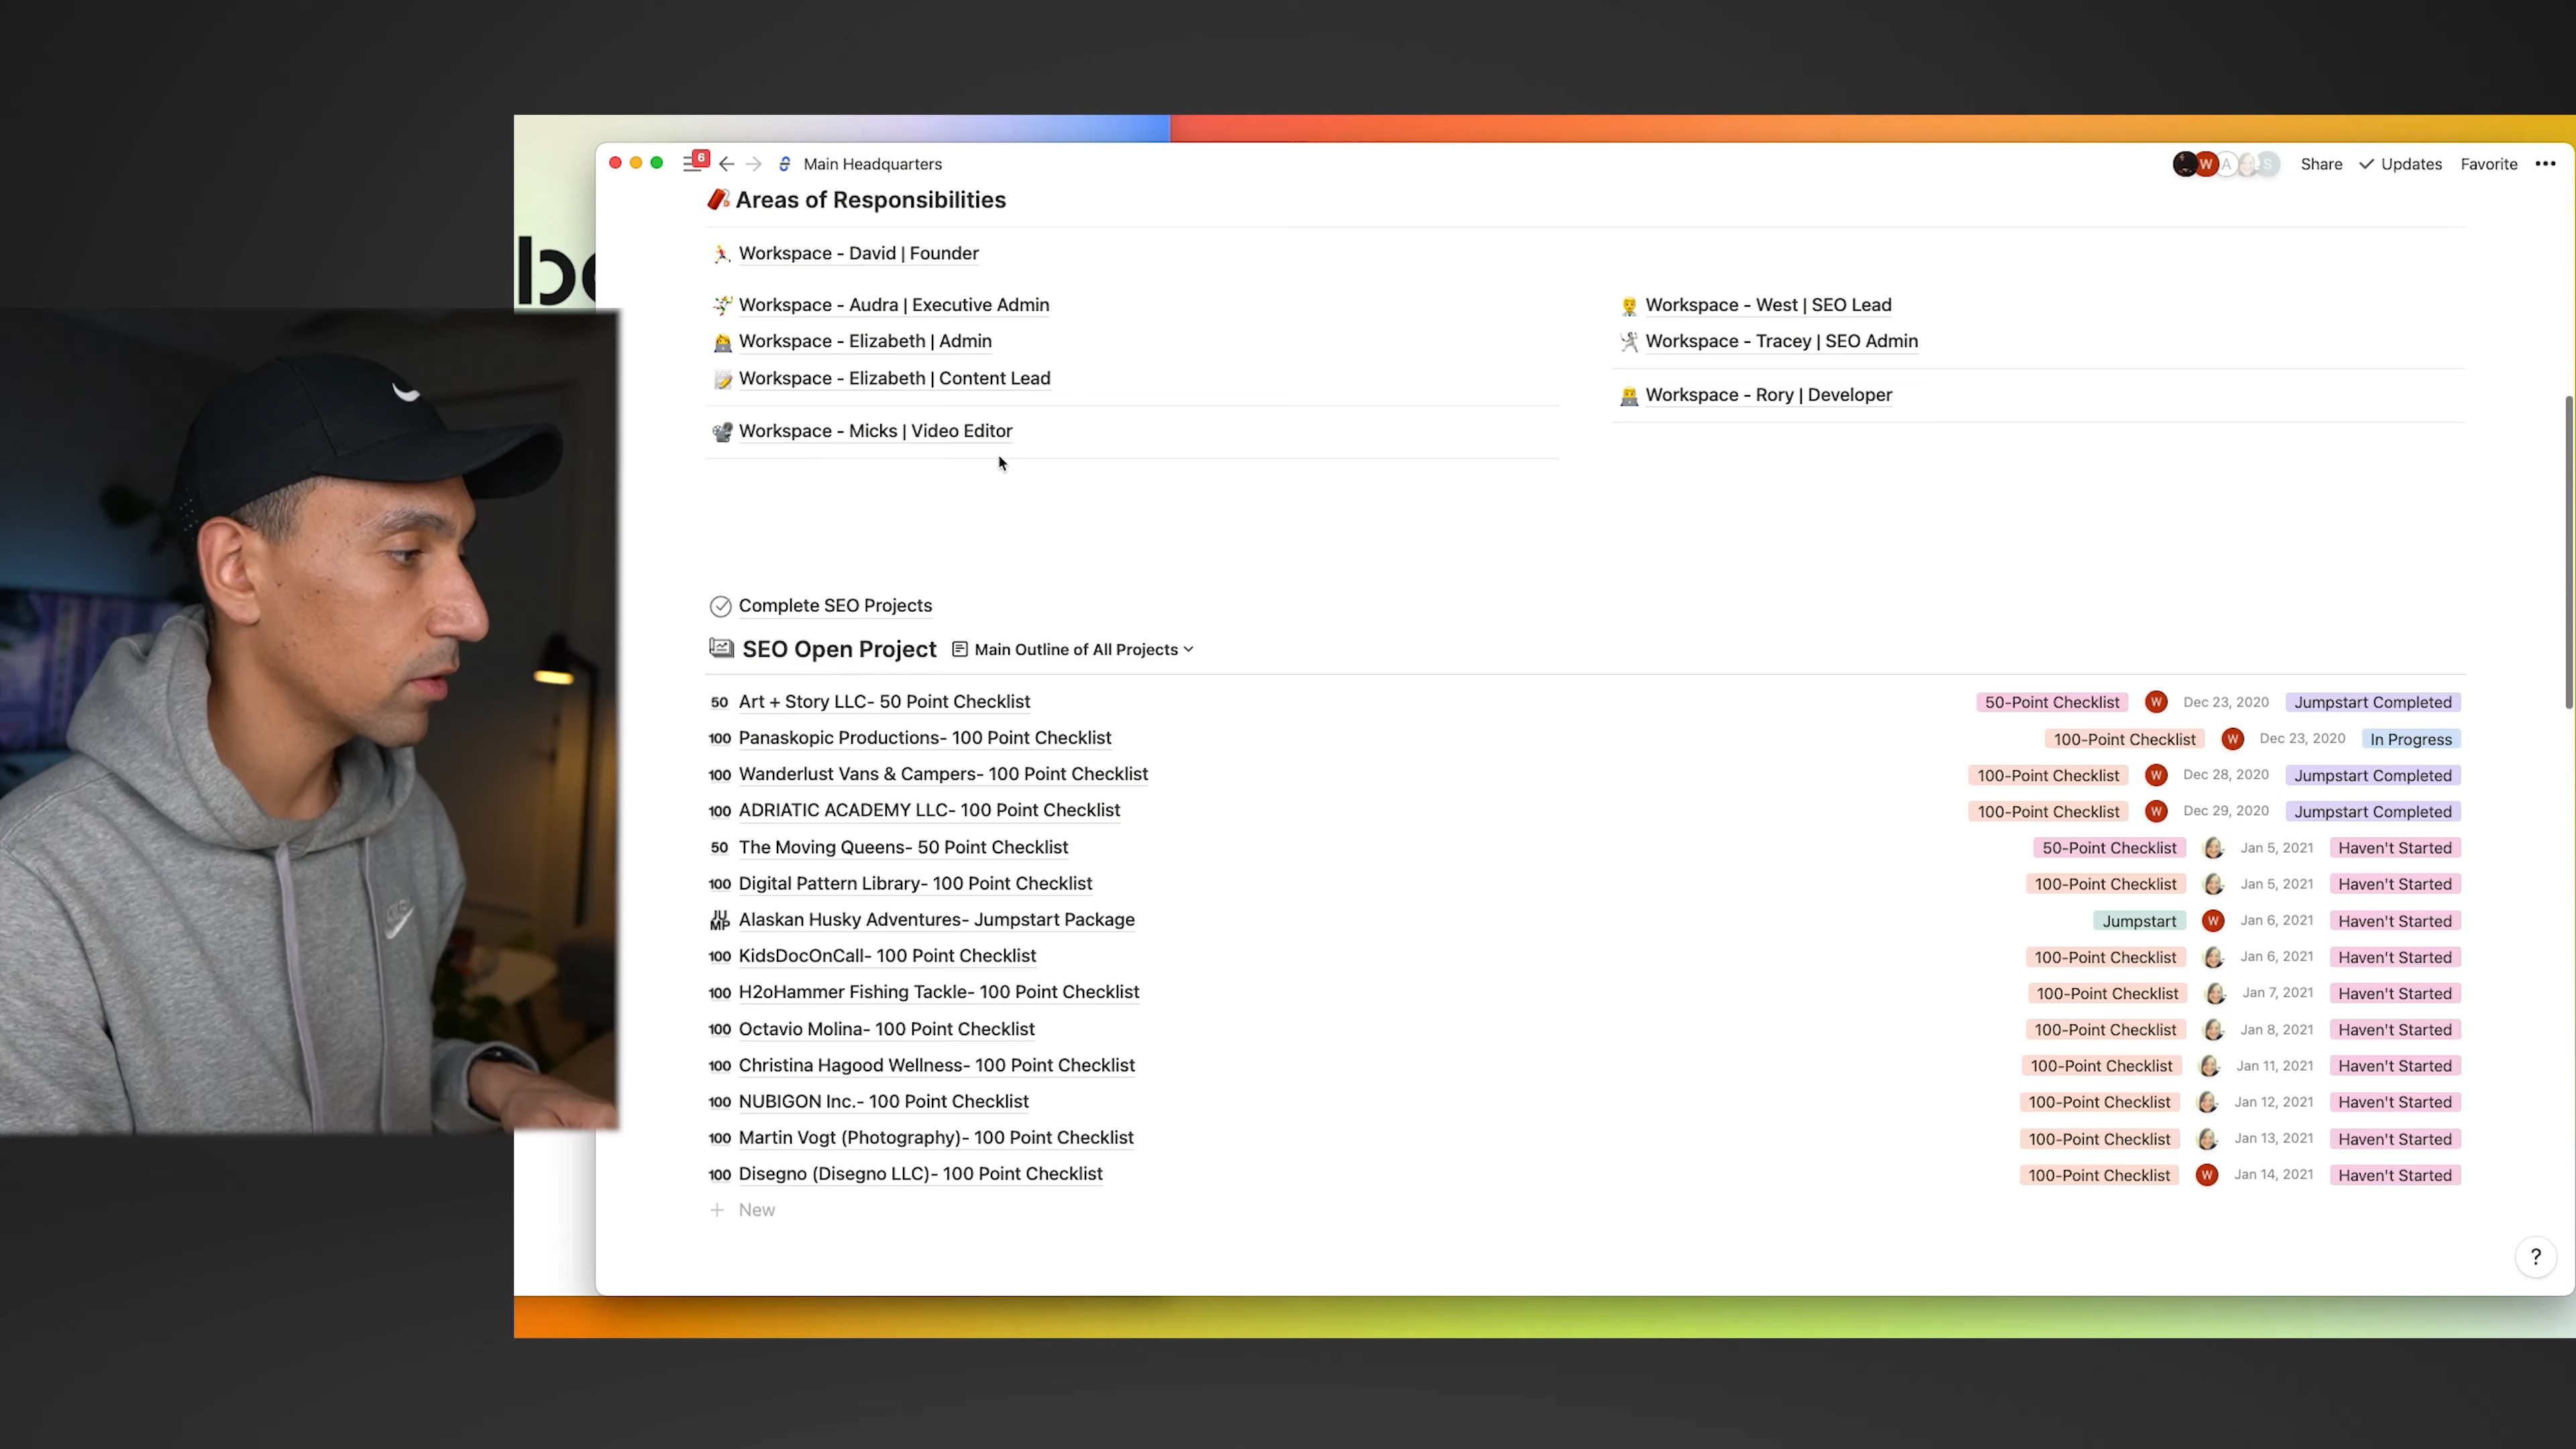 6
Main Headquarters
W A S
Share
Updates
Favorite
Areas of Responsibilities
Workspace - David | Founder
Workspace - Audra | Executive Admin
Workspace - Elizabeth | Admin
Workspace - Elizabeth | Content Lead
Workspace - Micks | Video Editor
Workspace - West | SEO Lead
Workspace - Tracey | SEO Admin
Workspace - Rory | Developer
Complete SEO Projects
SEO Open Project Main Outline of All Projects
50 Art + Story LLC- 50 Point Checklist 50-Point Checklist W Dec 23, 2020 Jumpstart Completed
100 Panaskopic Productions- 100 Point Checklist 100-Point Checklist W Dec 23, 2020 In Progress
100 Wanderlust Vans & Campers- 100 Point Checklist 100-Point Checklist W Dec 28, 2020 Jumpstart Completed
100 ADRIATIC ACADEMY LLC- 100 Point Checklist 100-Point Checklist W Dec 29, 2020 Jumpstart Completed
50 The Moving Queens- 50 Point Checklist 50-Point Checklist Jan 5, 2021 Haven't Started
100 Digital Pattern Library- 100 Point Checklist 100-Point Checklist Jan 5, 2021 Haven't Started
JUMP Alaskan Husky Adventures- Jumpstart Package Jumpstart W Jan 6, 2021 Haven't Started
100 KidsDocOnCall- 100 Point Checklist 100-Point Checklist Jan 6, 2021 Haven't Started
100 H2oHammer Fishing Tackle- 100 Point Checklist 100-Point Checklist Jan 7, 2021 Haven't Started
100 Octavio Molina- 100 Point Checklist 100-Point Checklist Jan 8, 2021 Haven't Started
100 Christina Hagood Wellness- 100 Point Checklist 100-Point Checklist Jan 11, 2021 Haven't Started
100 NUBIGON Inc.- 100 Point Checklist 100-Point Checklist Jan 12, 2021 Haven't Started
100 Martin Vogt (Photography)- 100 Point Checklist 100-Point Checklist Jan 13, 2021 Haven't Started
100 Disegno (Disegno LLC)- 100 Point Checklist 100-Point Checklist W Jan 14, 2021 Haven't Started
+ New
?